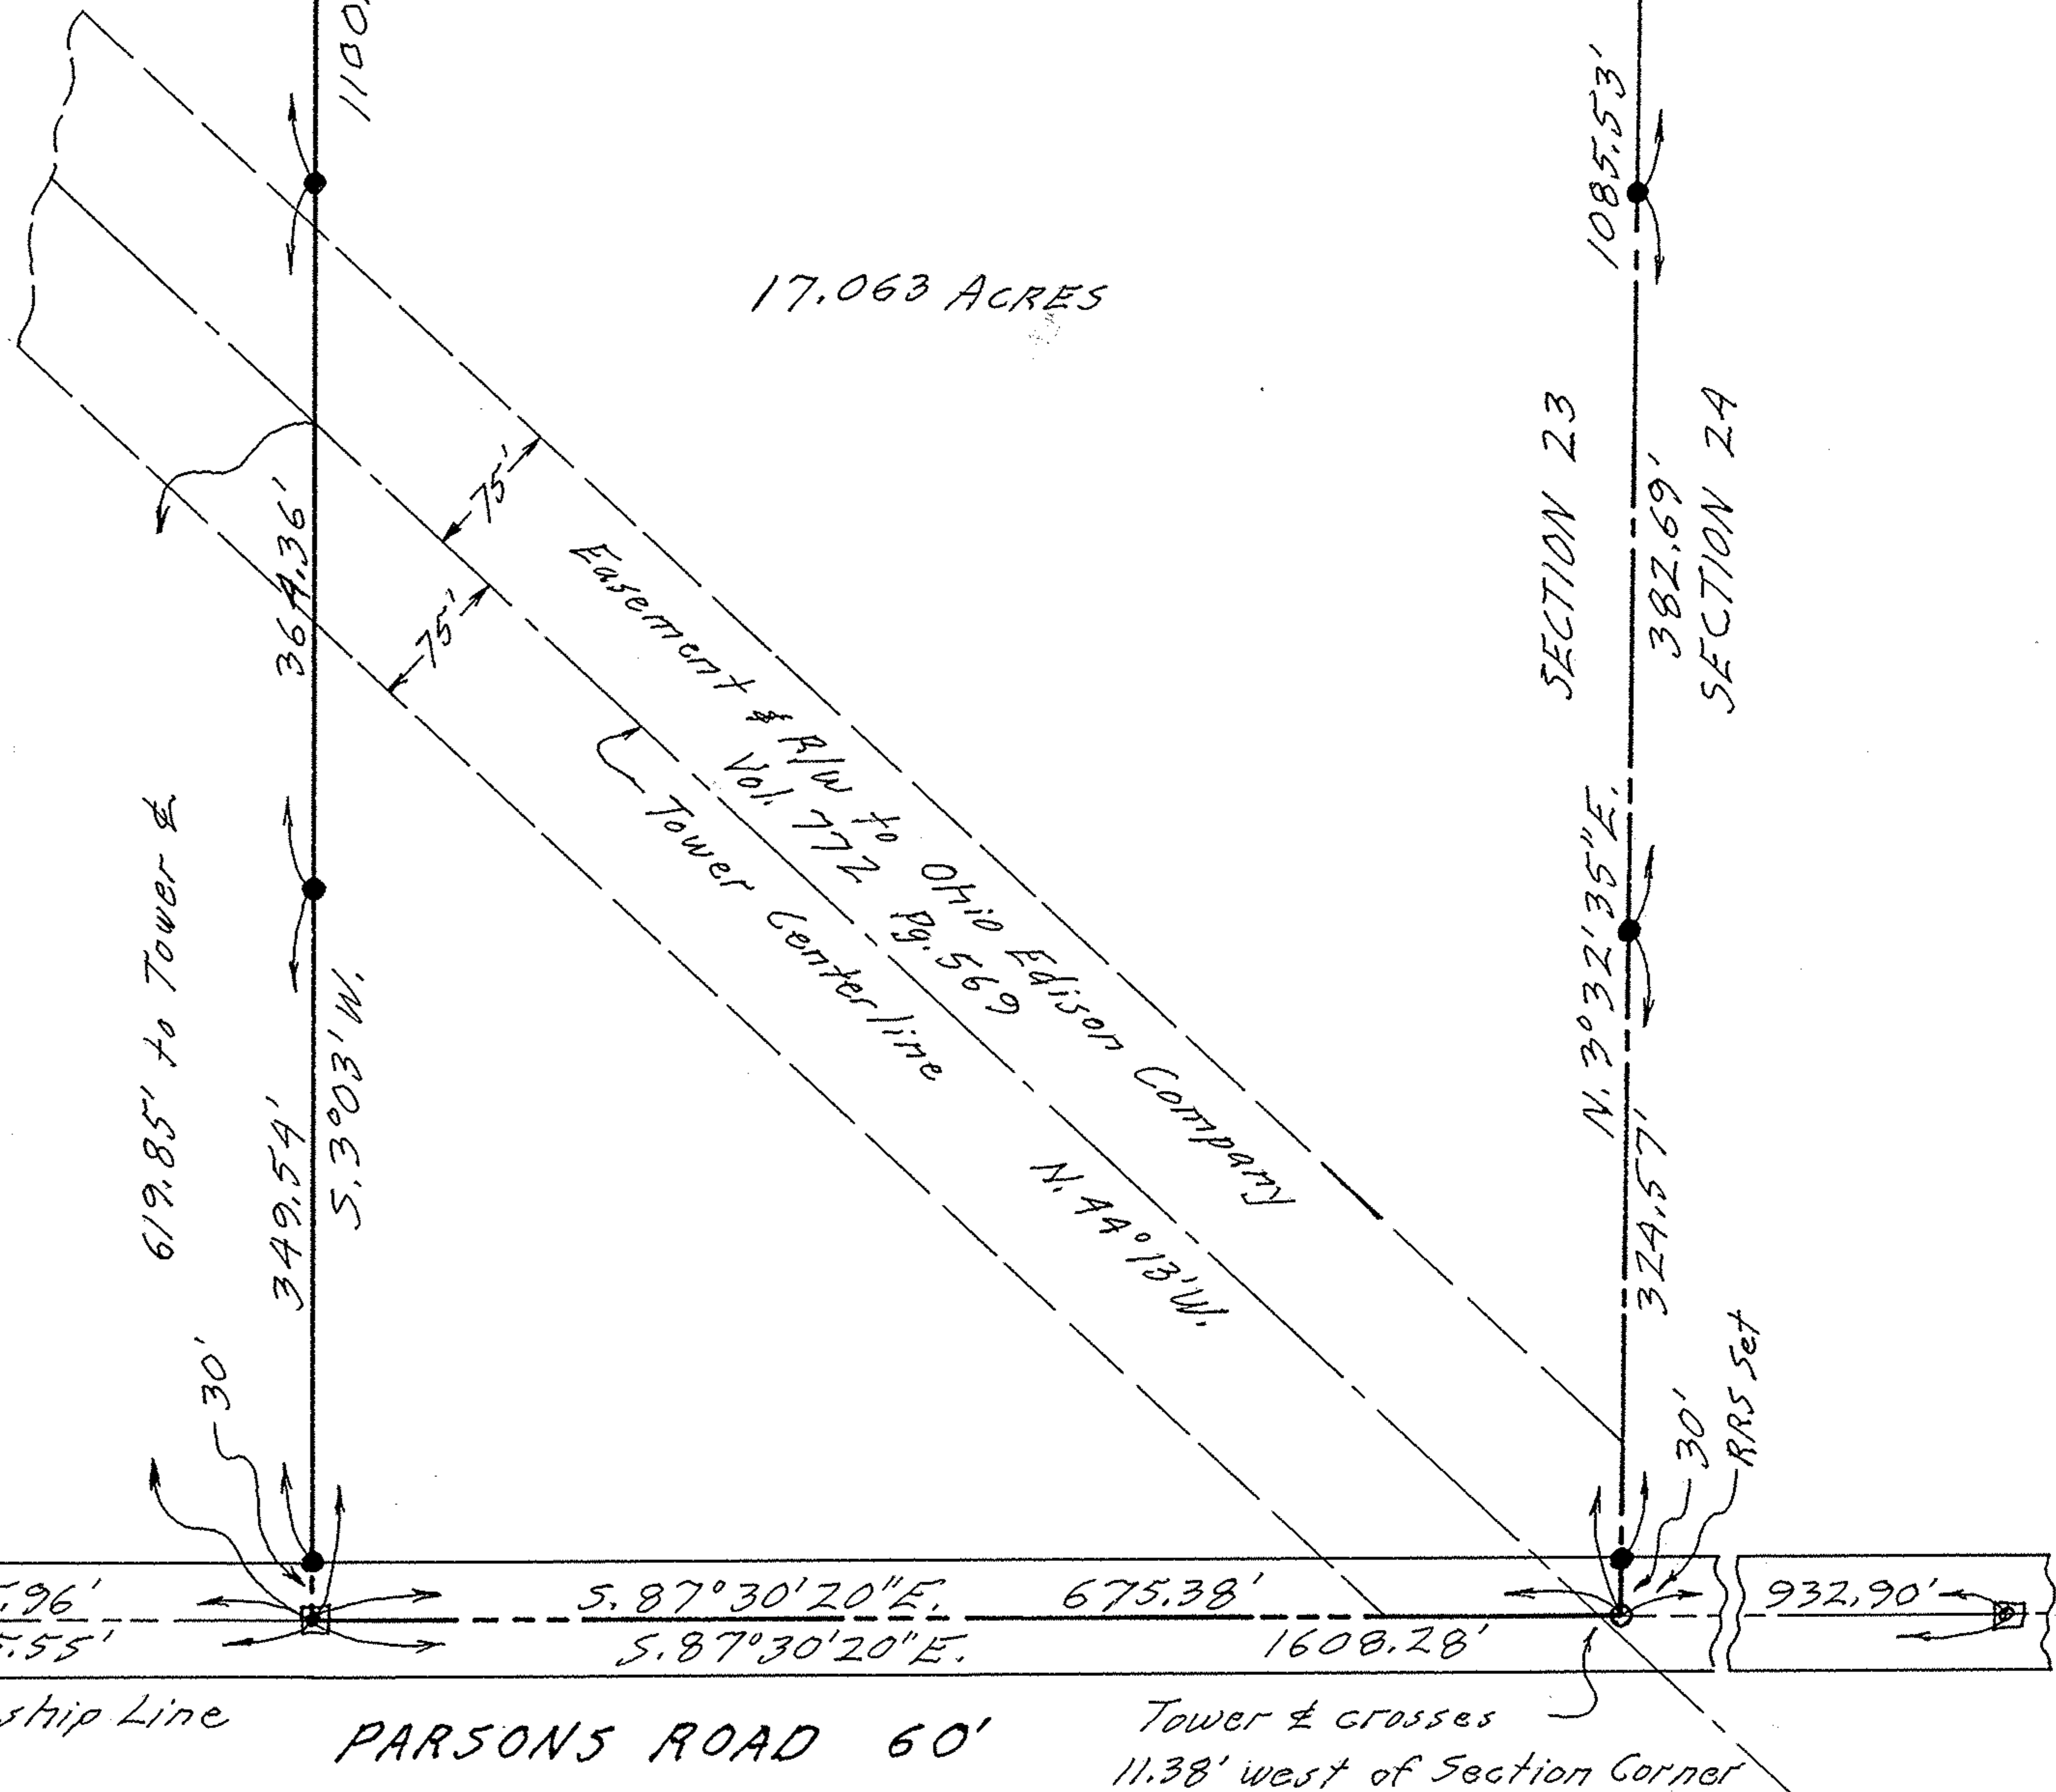 1100.
1085.53'
17.063 ACRES
75'
75'
364.36'
SECTION 23
382.69'
SECTION 24
Easement & R/W to Ohio Edison Company
Vol. 772 Pg. 569
Tower Centerline
N. 44°13' W.
619.85' to Tower ℄
349.54'
S. 3°03' W.
N. 3°32'35" E.
324.57'
30'
30'
RRS Set
.96'
S. 87°30'20" E. 675.38'
932.90'
.55'
S. 87°30'20" E. 1608.28'
ship Line
PARSONS ROAD 60'
Tower ℄ crosses
11.38' west of Section Corner